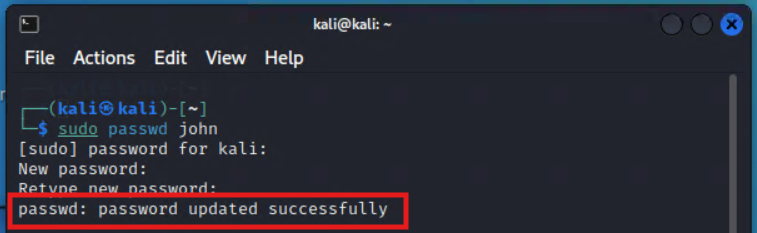 kali@kali: ~
File Actions Edit View Help
┌──(kali㉿kali)-[~]
└─$ sudo passwd john
[sudo] password for kali:
New password:
Retype new password:
passwd: password updated successfully